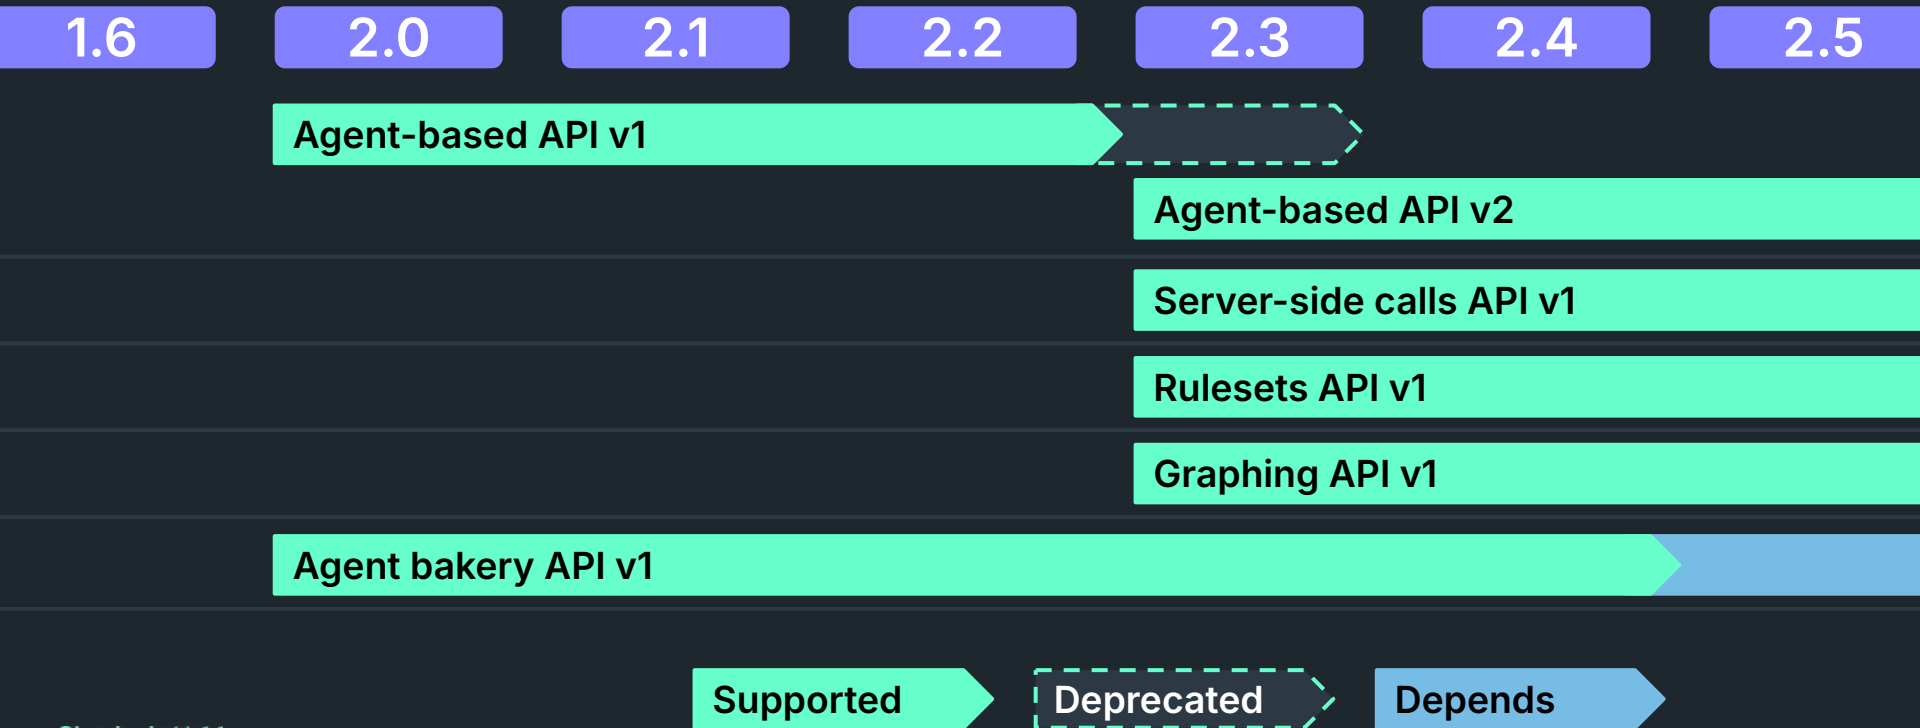 1.6 2.0 2.1 2.2 2.3 2.4 2.5
Agent-based API v1
Agent-based API v2
Server-side calls API v1
Rulesets API v1
Graphing API v1
Agent bakery API v1
Supported Deprecated Depends